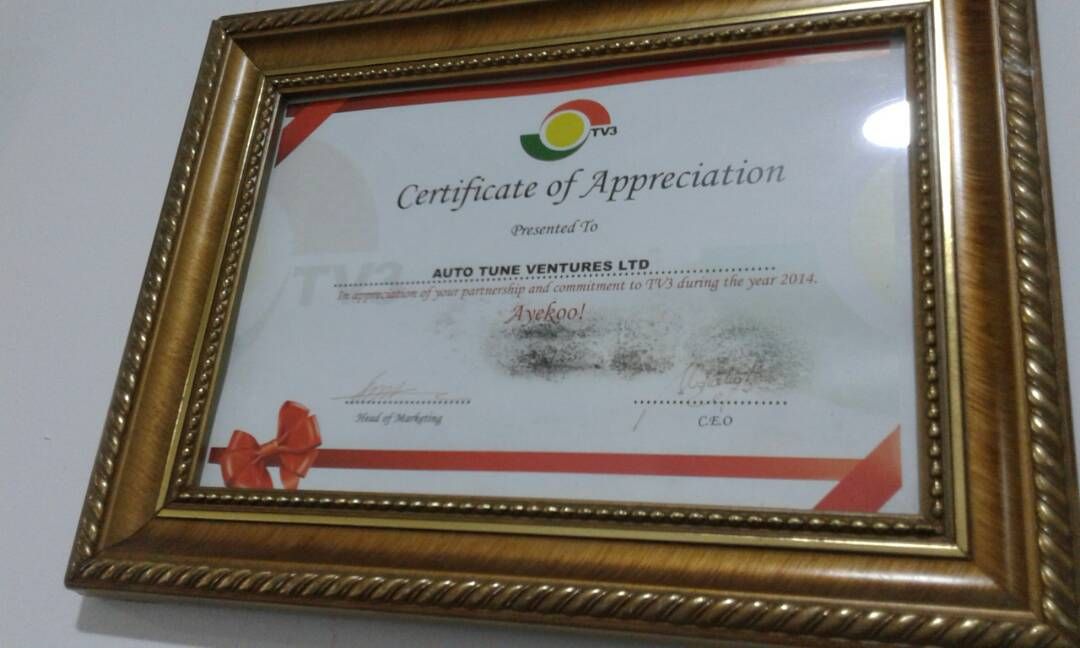 TV3
Certificate of Appreciation
Presented To
AUTO TUNE VENTURES LTD
In appreciation of your partnership and commitment to TV3 during the year 2014.
Ayekoo!
Head of Marketing
C.E.O
TV3